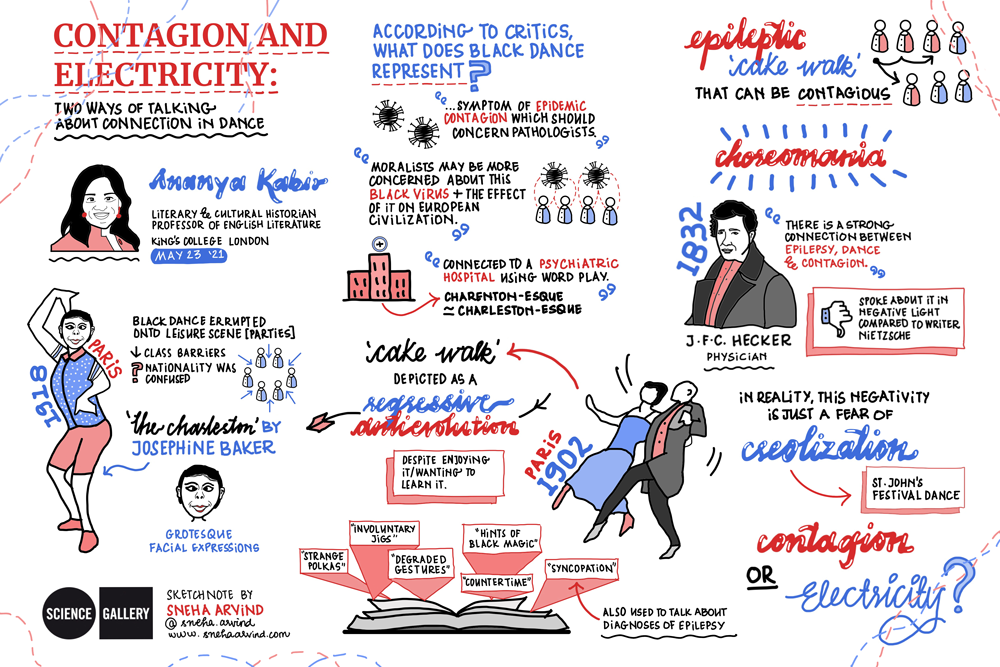 CONTAGION AND
ELECTRICITY:
TWO WAYS OF TALKING
ABOUT CONNECTION IN DANCE
Ananya Kabir
LITERARY & CULTURAL HISTORIAN
PROFESSOR OF ENGLISH LITERATURE
KING'S COLLEGE LONDON
MAY 23 '21
1918
PARIS
BLACK DANCE ERRUPTED
ONTO LEISURE SCENE [PARTIES]
↓ CLASS BARRIERS
? NATIONALITY WAS
CONFUSED
'the charleston' BY
JOSEPHINE BAKER
GROTESQUE
FACIAL EXPRESSIONS
SCIENCE GALLERY
SKETCHNOTE BY
SNEHA ARVIND
@sneha.arvind
www.snehaarvind.com
ACCORDING TO CRITICS,
WHAT DOES BLACK DANCE
REPRESENT?
"...SYMPTOM OF EPIDEMIC
CONTAGION WHICH SHOULD
CONCERN PATHOLOGISTS."
"MORALISTS MAY BE MORE
CONCERNED ABOUT THIS
BLACK VIRUS + THE EFFECT
OF IT ON EUROPEAN
CIVILIZATION."
"CONNECTED TO A PSYCHIATRIC
HOSPITAL USING WORD PLAY."
CHARENTON-ESQUE
≃ CHARLESTON-ESQUE
'cake walk'
DEPICTED AS A
regressive
antievolution
DESPITE ENJOYING
IT/WANTING TO
LEARN IT.
PARIS
1902
"STRANGE
POLKAS"
"INVOLUNTARY
JIGS"
"DEGRADED
GESTURES"
"HINTS OF
BLACK MAGIC"
"COUNTERTIME"
"SYNCOPATION"
ALSO USED TO TALK ABOUT
DIAGNOSES OF EPILEPSY
epileptic
'cake walk'
THAT CAN BE CONTAGIOUS
choreomania
1832
J.F.C. HECKER
PHYSICIAN
"THERE IS A STRONG
CONNECTION BETWEEN
EPILEPSY, DANCE
& CONTAGION."
SPOKE ABOUT IT IN
NEGATIVE LIGHT
COMPARED TO WRITER
NIETZSCHE
IN REALITY, THIS NEGATIVITY
IS JUST A FEAR OF
creolization
ST. JOHN'S
FESTIVAL DANCE
contagion
OR
Electricity?